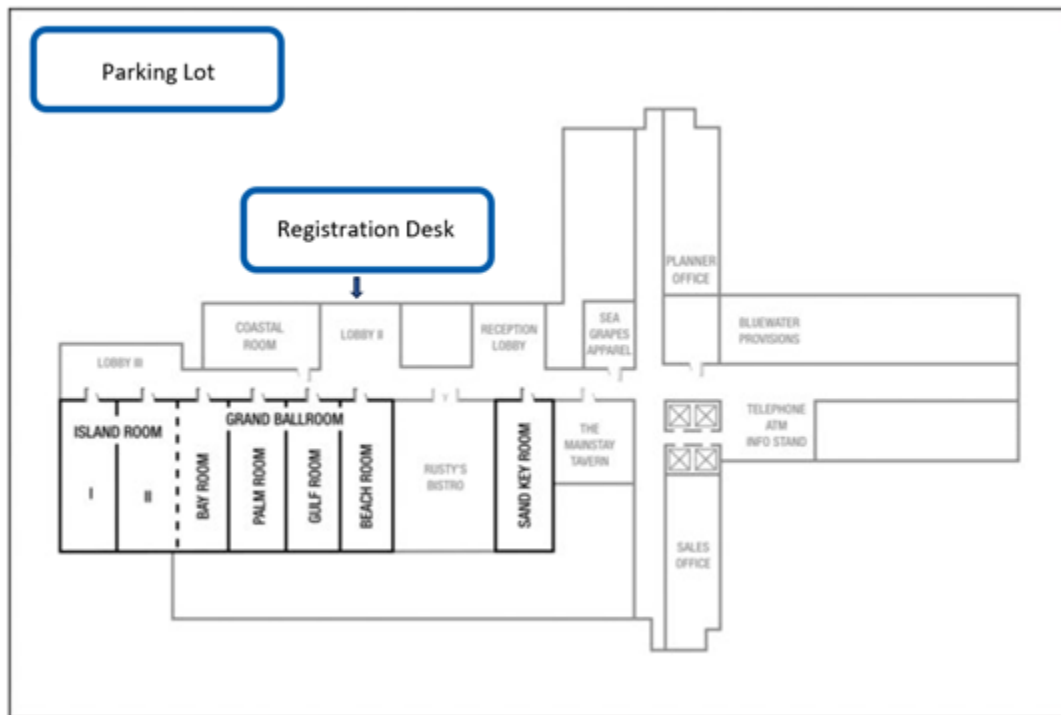 Parking Lot
Registration Desk
PLANNER
OFFICE
COASTAL
ROOM
LOBBY II
RECEPTION
LOBBY
SEA
GRAPES
APPAREL
BLUEWATER
PROVISIONS
LOBBY III
ISLAND ROOM
I
II
GRAND BALLROOM
BAY ROOM
PALM ROOM
GULF ROOM
BEACH ROOM
RUSTY'S
BISTRO
SAND KEY ROOM
THE
MAINSTAY
TAVERN
TELEPHONE
ATM
INFO STAND
SALES
OFFICE